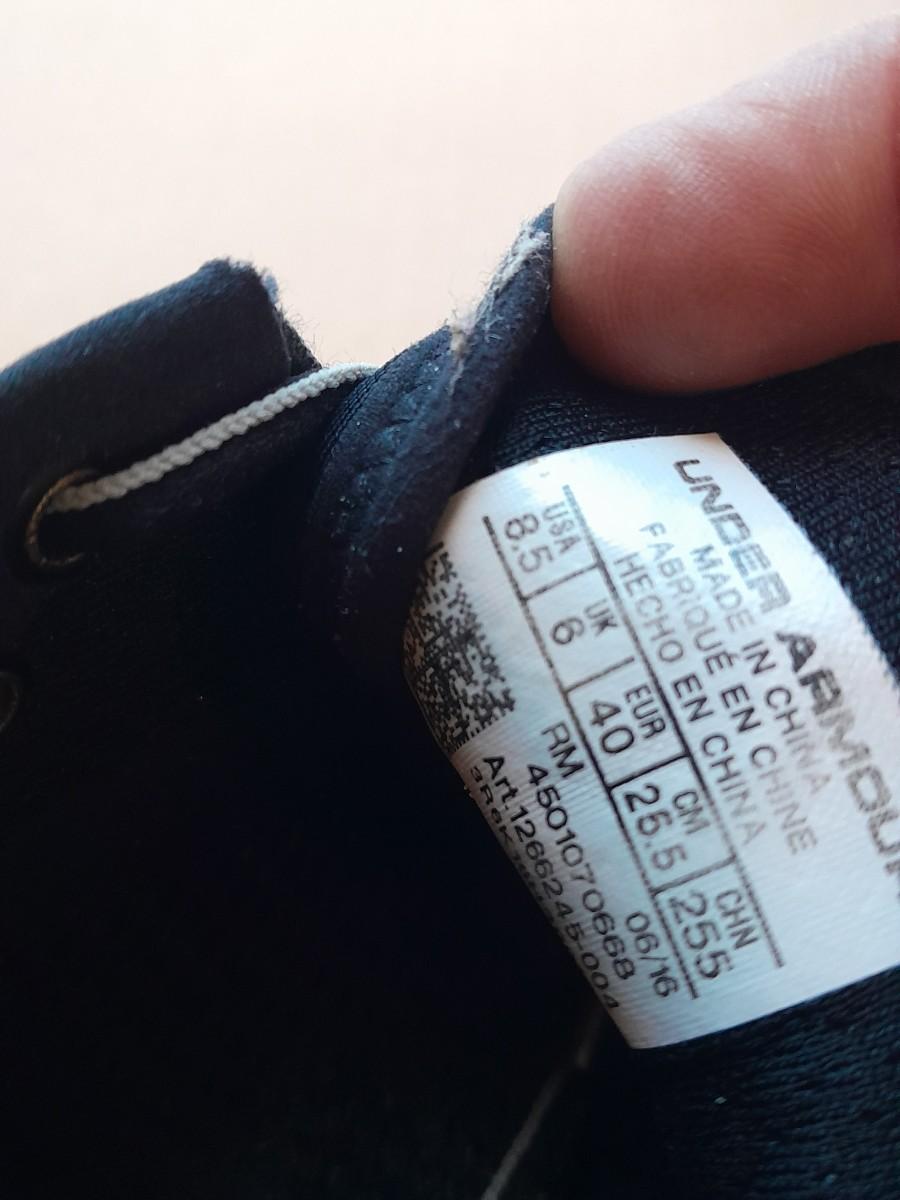 UNDER ARMOUR
MADE IN CHINA
FABRIQUÉ EN CHINE
HECHO EN CHINA
USA UK EUR CM CHN
8.5 6 40 25.5 255
RM 06/16
4501070668
Art.1266245-004